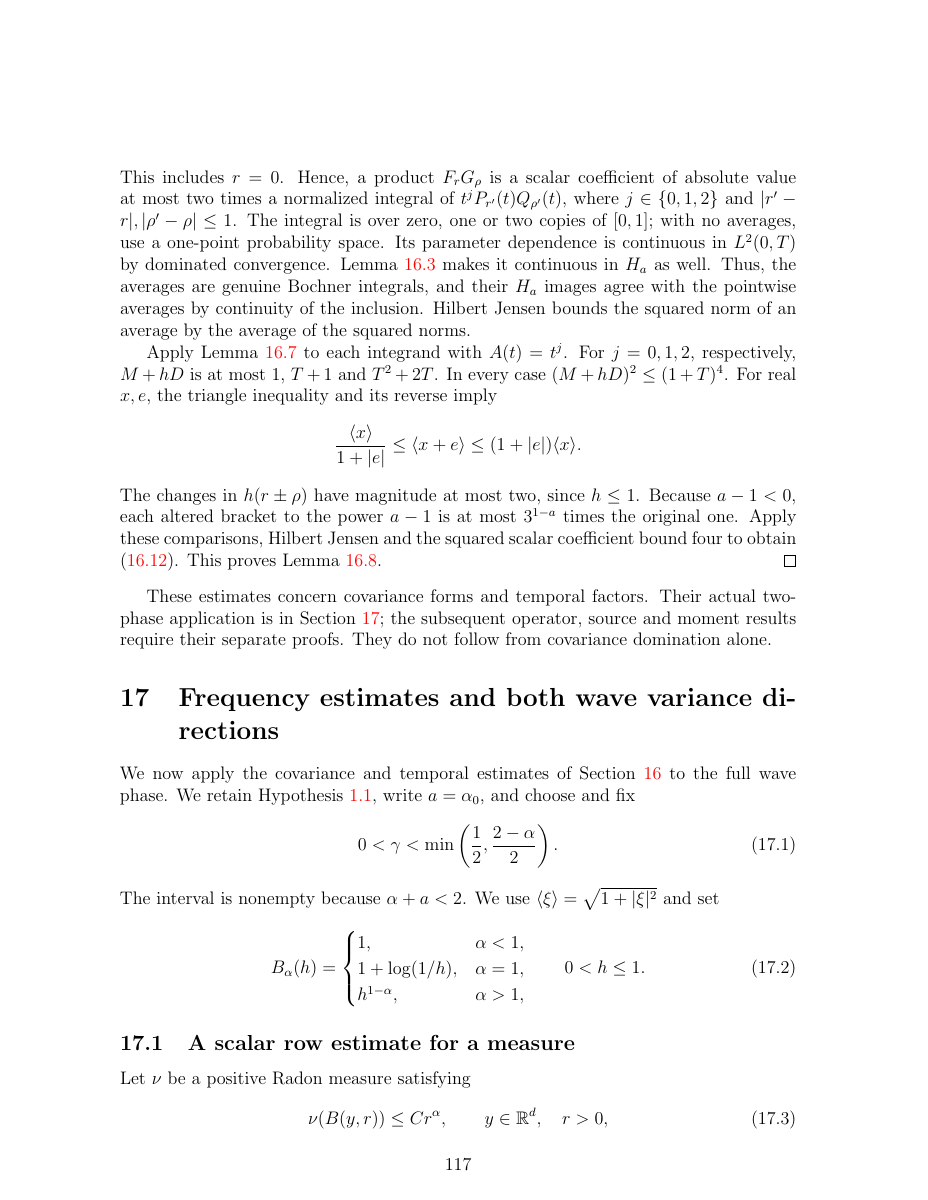 This includes r = 0. Hence, a product F_rG_ρ is a scalar coefficient of absolute value
at most two times a normalized integral of t^jP_{r′}(t)Q_{ρ′}(t), where j ∈ {0, 1, 2} and |r′ −
r|, |ρ′ − ρ| ≤ 1. The integral is over zero, one or two copies of [0, 1]; with no averages,
use a one-point probability space. Its parameter dependence is continuous in L²(0, T)
by dominated convergence. Lemma 16.3 makes it continuous in H_a as well. Thus, the
averages are genuine Bochner integrals, and their H_a images agree with the pointwise
averages by continuity of the inclusion. Hilbert Jensen bounds the squared norm of an
average by the average of the squared norms.
Apply Lemma 16.7 to each integrand with A(t) = t^j. For j = 0, 1, 2, respectively,
M + hD is at most 1, T + 1 and T² + 2T. In every case (M + hD)² ≤ (1 + T)⁴. For real
x, e, the triangle inequality and its reverse imply
⟨x⟩ / (1 + |e|) ≤ ⟨x + e⟩ ≤ (1 + |e|)⟨x⟩.
The changes in h(r ± ρ) have magnitude at most two, since h ≤ 1. Because a − 1 < 0,
each altered bracket to the power a − 1 is at most 3^{1−a} times the original one. Apply
these comparisons, Hilbert Jensen and the squared scalar coefficient bound four to obtain
(16.12). This proves Lemma 16.8. □
These estimates concern covariance forms and temporal factors. Their actual two-
phase application is in Section 17; the subsequent operator, source and moment results
require their separate proofs. They do not follow from covariance domination alone.
17 Frequency estimates and both wave variance di-
rections
We now apply the covariance and temporal estimates of Section 16 to the full wave
phase. We retain Hypothesis 1.1, write a = α₀, and choose and fix
0 < γ < min(1/2, (2 − α)/2). (17.1)
The interval is nonempty because α + a < 2. We use ⟨ξ⟩ = √(1 + |ξ|²) and set
B_α(h) = { 1, α < 1,
1 + log(1/h), α = 1, 0 < h ≤ 1. (17.2)
h^{1−α}, α > 1,
17.1 A scalar row estimate for a measure
Let ν be a positive Radon measure satisfying
ν(B(y, r)) ≤ Cr^α, y ∈ ℝ^d, r > 0, (17.3)
117